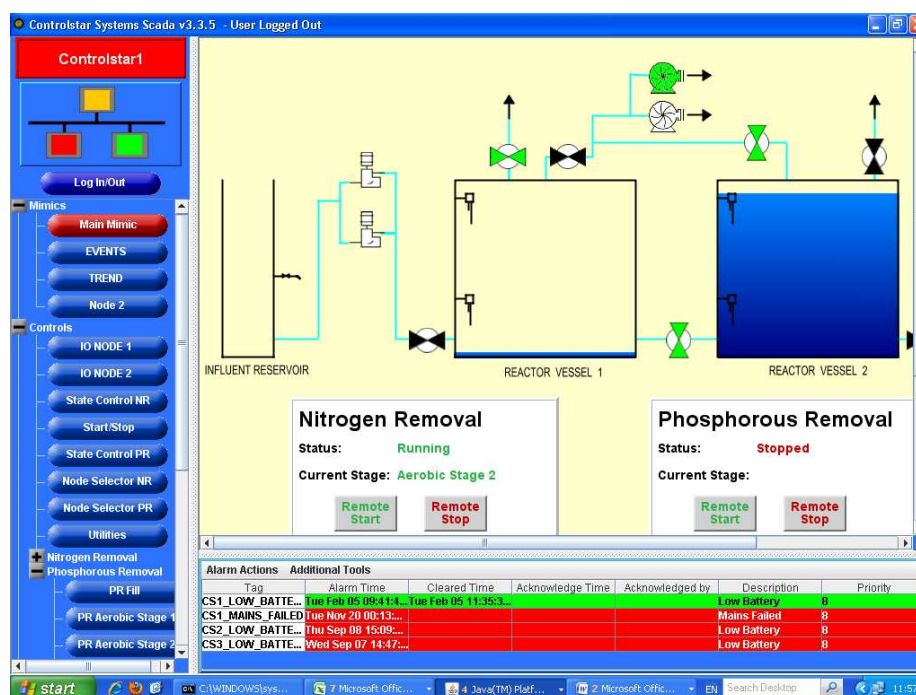 Controlstar Systems Scada v3.3.5 - User Logged Out
Controlstar1
Log In/Out
Mimics
Main Mimic
EVENTS
TREND
Node 2
Controls
IO NODE 1
IO NODE 2
State Control NR
Start/Stop
State Control PR
Node Selector NR
Node Selector PR
Utilities
Nitrogen Removal
Phosphorous Removal
PR Fill
PR Aerobic Stage 1
PR Aerobic Stage 2
INFLUENT RESERVOIR
REACTOR VESSEL 1
REACTOR VESSEL 2
Nitrogen Removal
Status: Running
Current Stage: Aerobic Stage 2
Remote Start
Remote Stop
Phosphorous Removal
Status: Stopped
Current Stage:
Remote Start
Remote Stop
Alarm Actions Additional Tools
Tag Alarm Time Cleared Time Acknowledge Time Acknowledged by Description Priority
CS1_LOW_BATTE... Tue Feb 05 09:41:4... Tue Feb 05 11:35:3... Low Battery 8
CS1_MAINS_FAILED Tue Nov 20 00:13:... Mains Failed 8
CS2_LOW_BATTE... Thu Sep 08 15:09:... Low Battery 8
CS3_LOW_BATTE... Wed Sep 07 14:47:... Low Battery 8
start C:\WINDOWS\sys... 7 Microsoft Offic... 4 Java(TM) Platf... 2 Microsoft Offic... EN Search Desktop